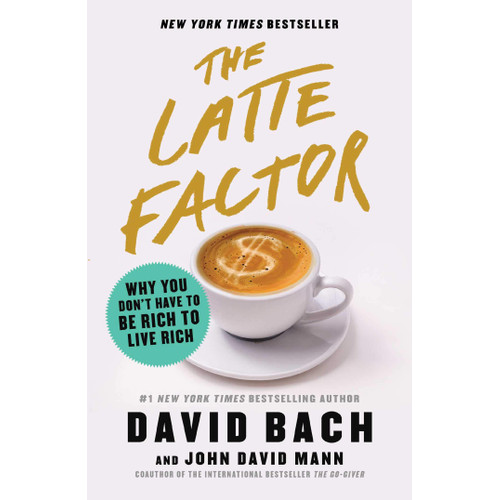 NEW YORK TIMES BESTSELLER
THE
LATTE
FACTOR
$
WHY YOU
DON'T HAVE TO
BE RICH TO
LIVE RICH
#1 NEW YORK TIMES BESTSELLING AUTHOR
DAVID BACH
AND JOHN DAVID MANN
COAUTHOR OF THE INTERNATIONAL BESTSELLER THE GO-GIVER